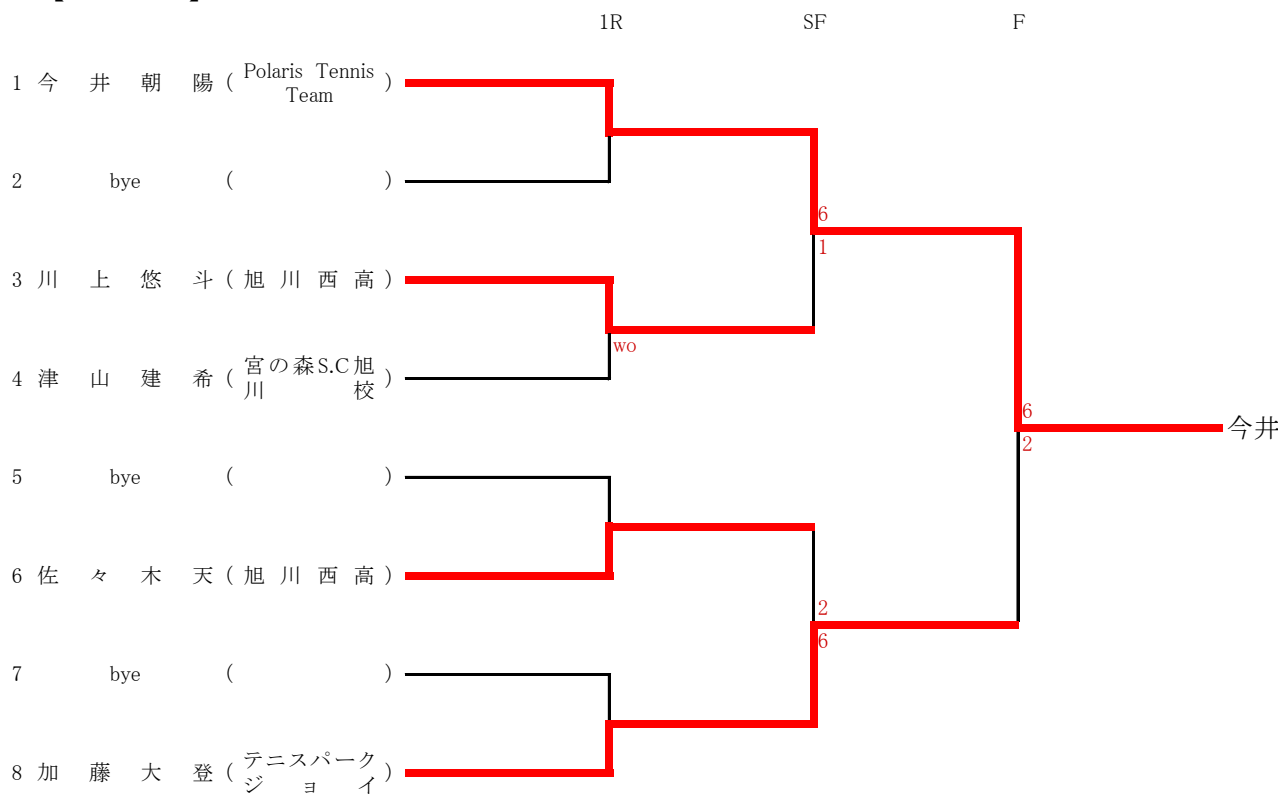 1R SF F
1 今井朝陽 ( Polaris Tennis Team )
2 bye ( )
6
1
3 川上悠斗 ( 旭川西高 )
wo
4 津山建希 ( 宮の森S.C旭川校 )
6
今井
2
5 bye ( )
6 佐々木天 ( 旭川西高 )
2
6
7 bye ( )
8 加藤大登 ( テニスパークジョイ )